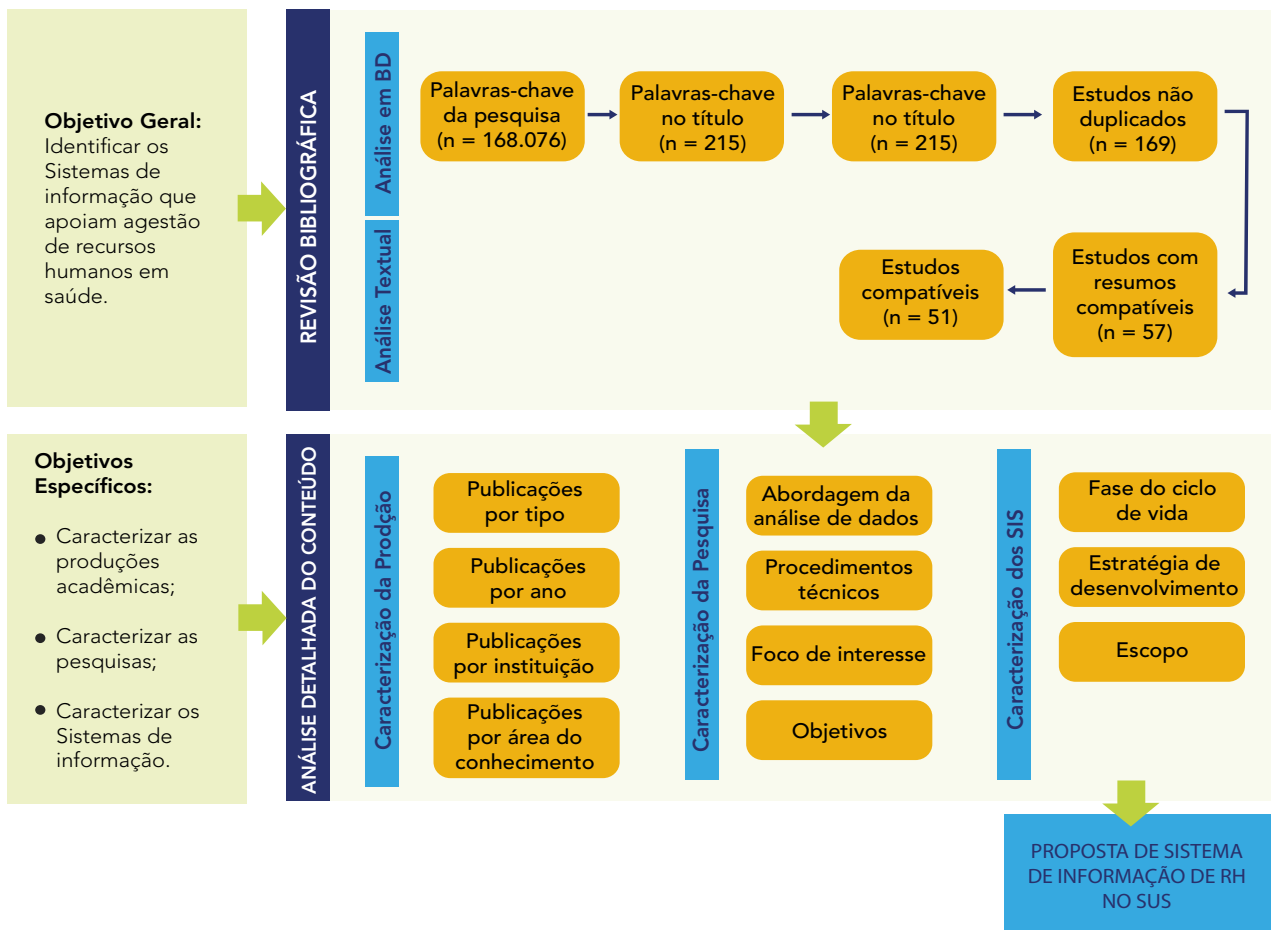 Objetivo Geral:
Identificar os
Sistemas de
informação que
apoiam agestão
de recursos
humanos em
saúde.
REVISÃO BIBLIOGRÁFICA
Análise em BD
Palavras-chave
da pesquisa
(n = 168.076)
Palavras-chave
no título
(n = 215)
Palavras-chave
no título
(n = 215)
Estudos não
duplicados
(n = 169)
Análise Textual
Estudos com
resumos
compatíveis
(n = 57)
Estudos
compatíveis
(n = 51)
Objetivos
Específicos:
● Caracterizar as
produções
acadêmicas;
● Caracterizar as
pesquisas;
● Caracterizar os
Sistemas de
informação.
ANÁLISE DETALHADA DO CONTEÚDO
Caracterização da Prodção
Publicações
por tipo
Publicações
por ano
Publicações
por instituição
Publicações
por área do
conhecimento
Caracterização da Pesquisa
Abordagem da
análise de dados
Procedimentos
técnicos
Foco de interesse
Objetivos
Caracterização dos SIS
Fase do ciclo
de vida
Estratégia de
desenvolvimento
Escopo
PROPOSTA DE SISTEMA
DE INFORMAÇÃO DE RH
NO SUS